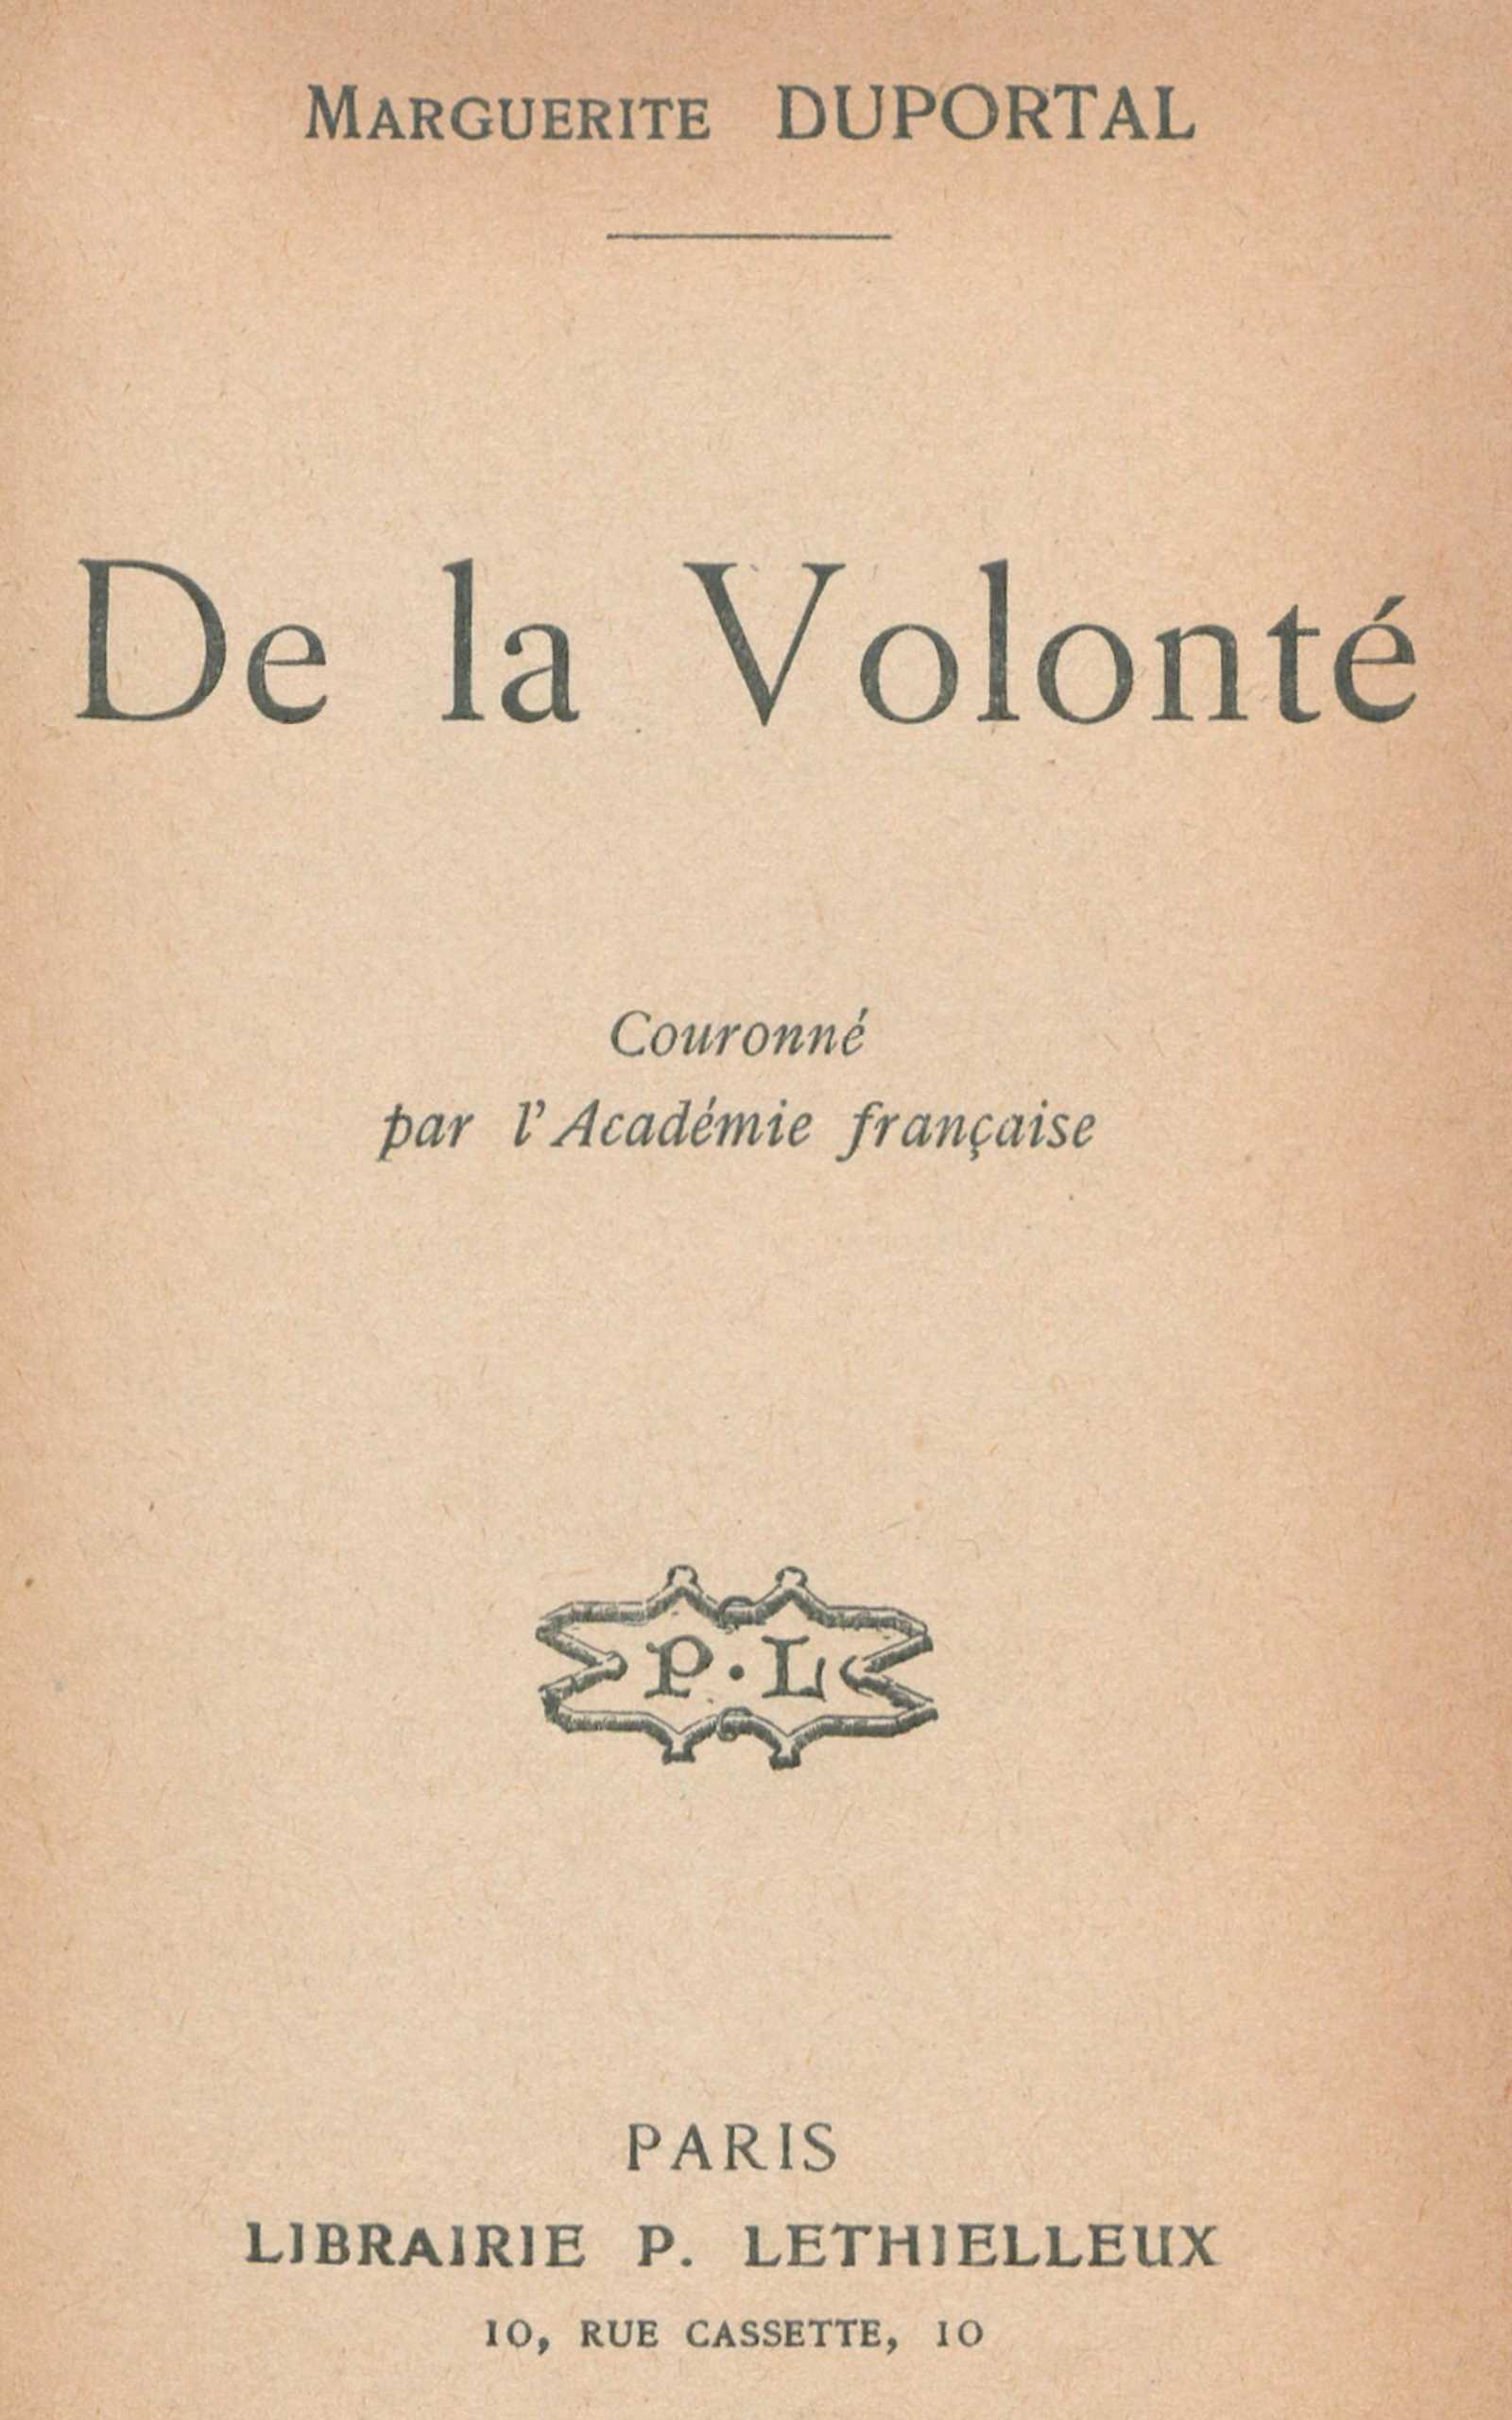 MARGUERITE DUPORTAL
De la Volonté
Couronné
par l'Académie française
P·L
PARIS
LIBRAIRIE P. LETHIELLEUX
10, RUE CASSETTE, 10